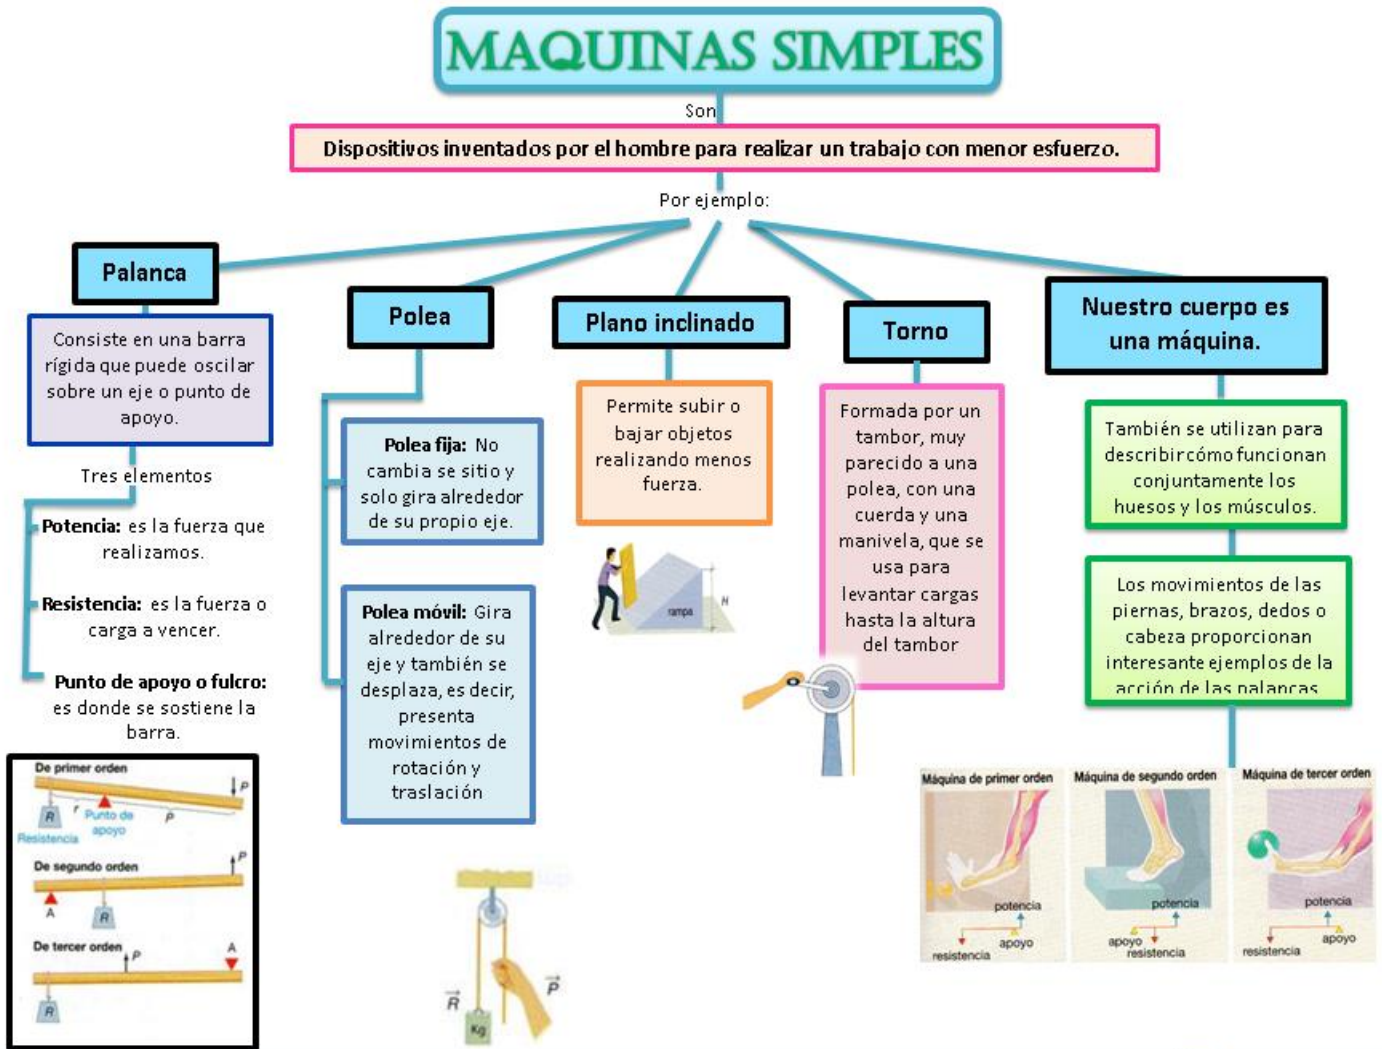 MAQUINAS SIMPLES
Son
Dispositivos inventados por el hombre para realizar un trabajo con menor esfuerzo.
Por ejemplo:
Palanca
Consiste en una barra
rígida que puede oscilar
sobre un eje o punto de
apoyo.
Tres elementos
Potencia: es la fuerza que
realizamos.
Resistencia: es la fuerza o
carga a vencer.
Punto de apoyo o fulcro:
es donde se sostiene la
barra.
De primer orden
P
R
r
Punto de
apoyo
P
Resistencia
De segundo orden
P
A
R
De tercer orden
P
A
R
Polea
Polea fija: No
cambia se sitio y
solo gira alrededor
de su propio eje.
Polea móvil: Gira
alrededor de su
eje y también se
desplaza, es decir,
presenta
movimientos de
rotación y
traslación
R
P
Kg
Plano inclinado
Permite subir o
bajar objetos
realizando menos
fuerza.
rampa
H
Torno
Formada por un
tambor, muy
parecido a una
polea, con una
cuerda y una
manivela, que se
usa para
levantar cargas
hasta la altura
del tambor
Nuestro cuerpo es
una máquina.
También se utilizan para
describir cómo funcionan
conjuntamente los
huesos y los músculos.
Los movimientos de las
piernas, brazos, dedos o
cabeza proporcionan
interesante ejemplos de la
acción de las palancas
Máquina de primer orden
potencia
apoyo
resistencia
Máquina de segundo orden
potencia
apoyo
resistencia
Máquina de tercer orden
potencia
apoyo
resistencia